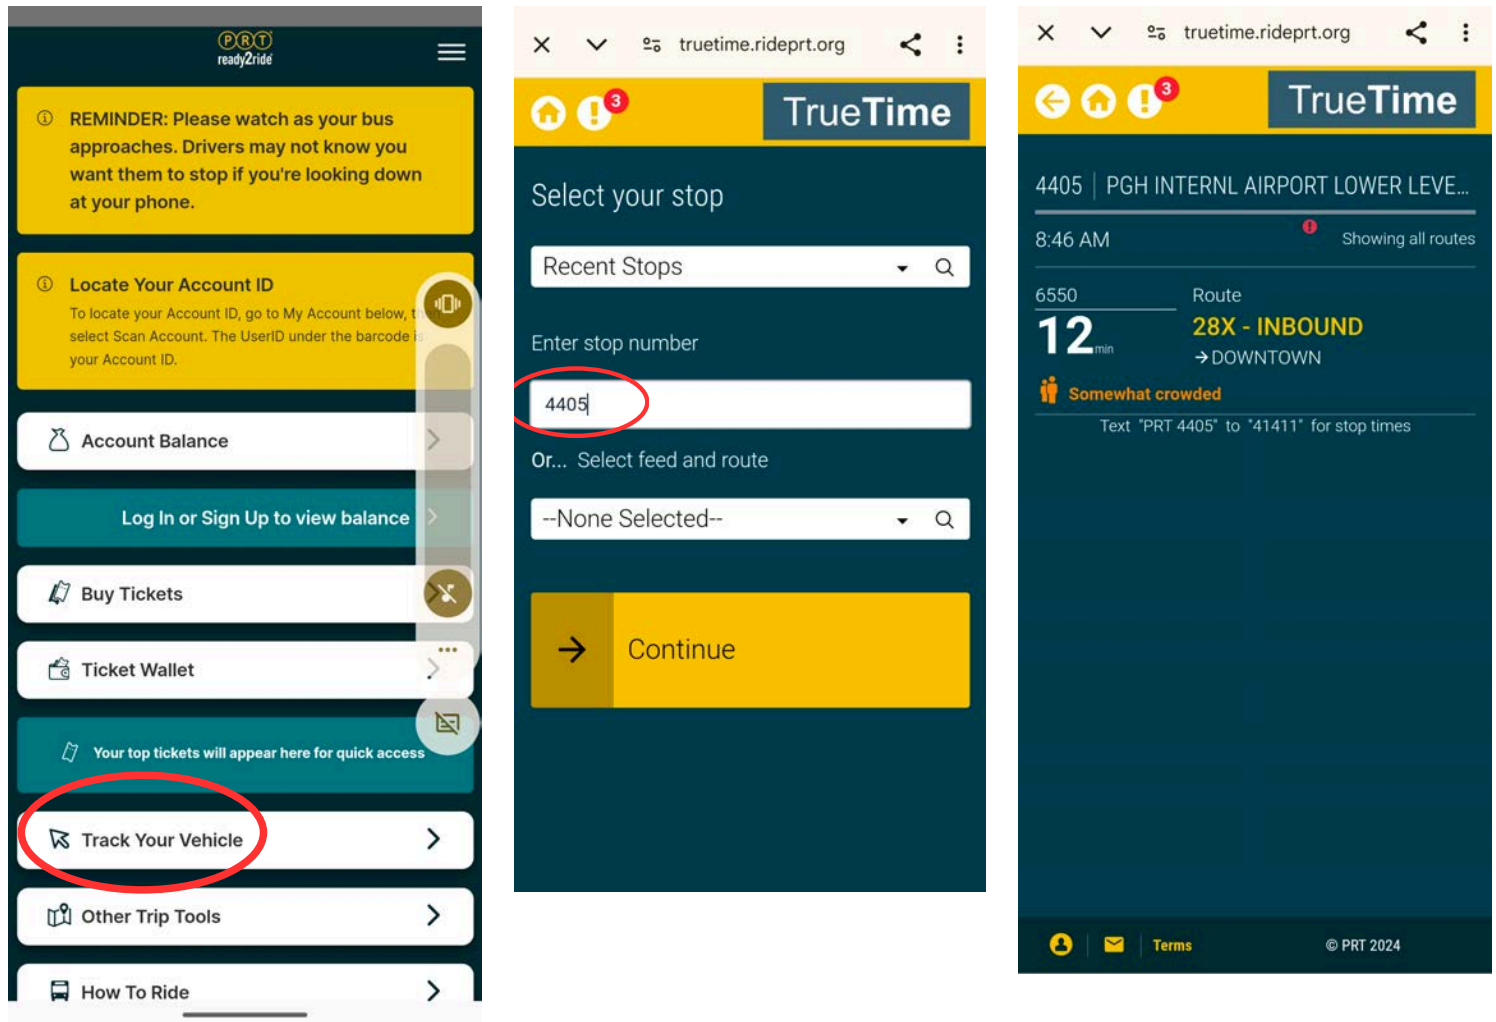 PRT
ready2ride
REMINDER: Please watch as your bus
approaches. Drivers may not know you
want them to stop if you're looking down
at your phone.
Locate Your Account ID
To locate your Account ID, go to My Account below, then
select Scan Account. The UserID under the barcode is
your Account ID.
Account Balance
Log In or Sign Up to view balance
Buy Tickets
Ticket Wallet
Your top tickets will appear here for quick access
Track Your Vehicle
Other Trip Tools
How To Ride
truetime.rideprt.org
3
TrueTime
Select your stop
Recent Stops
Enter stop number
4405
Or... Select feed and route
--None Selected--
Continue
truetime.rideprt.org
3
TrueTime
4405 | PGH INTERNL AIRPORT LOWER LEVE...
8:46 AM
Showing all routes
6550
Route
12 min
28X - INBOUND
→DOWNTOWN
Somewhat crowded
Text "PRT 4405" to "41411" for stop times
Terms
© PRT 2024